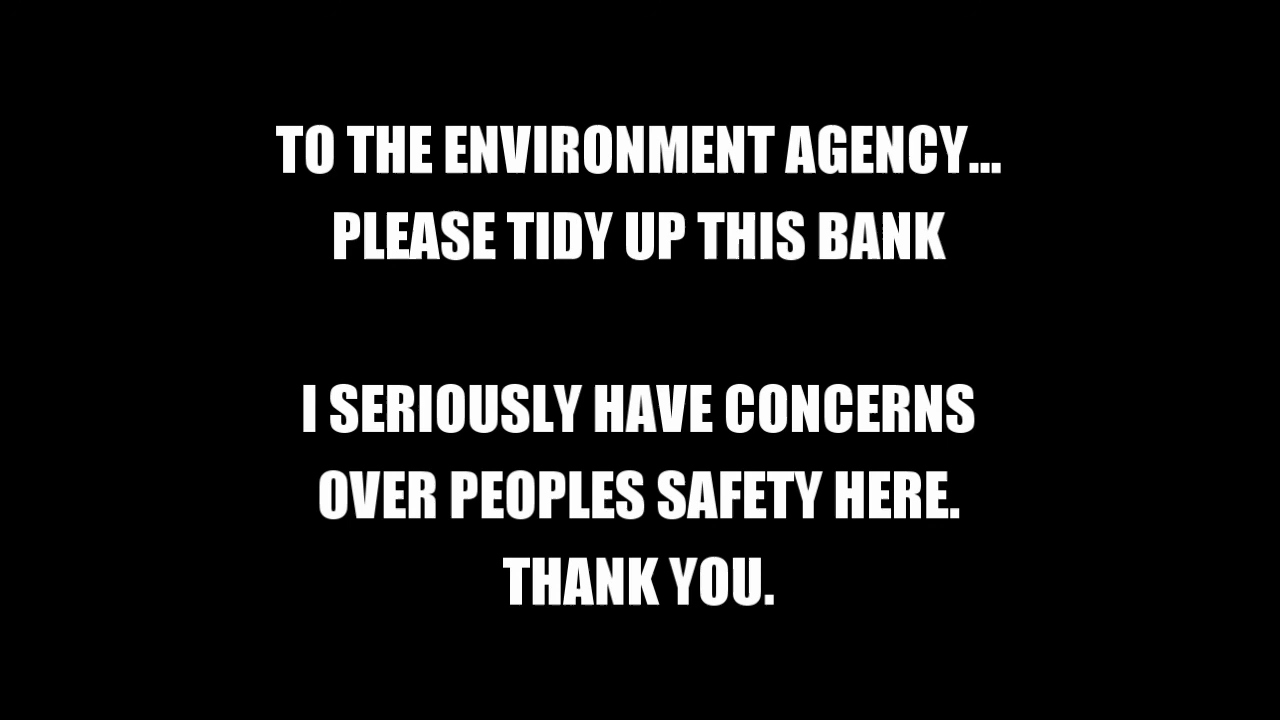 TO THE ENVIRONMENT AGENCY...
PLEASE TIDY UP THIS BANK
I SERIOUSLY HAVE CONCERNS
OVER PEOPLES SAFETY HERE.
THANK YOU.